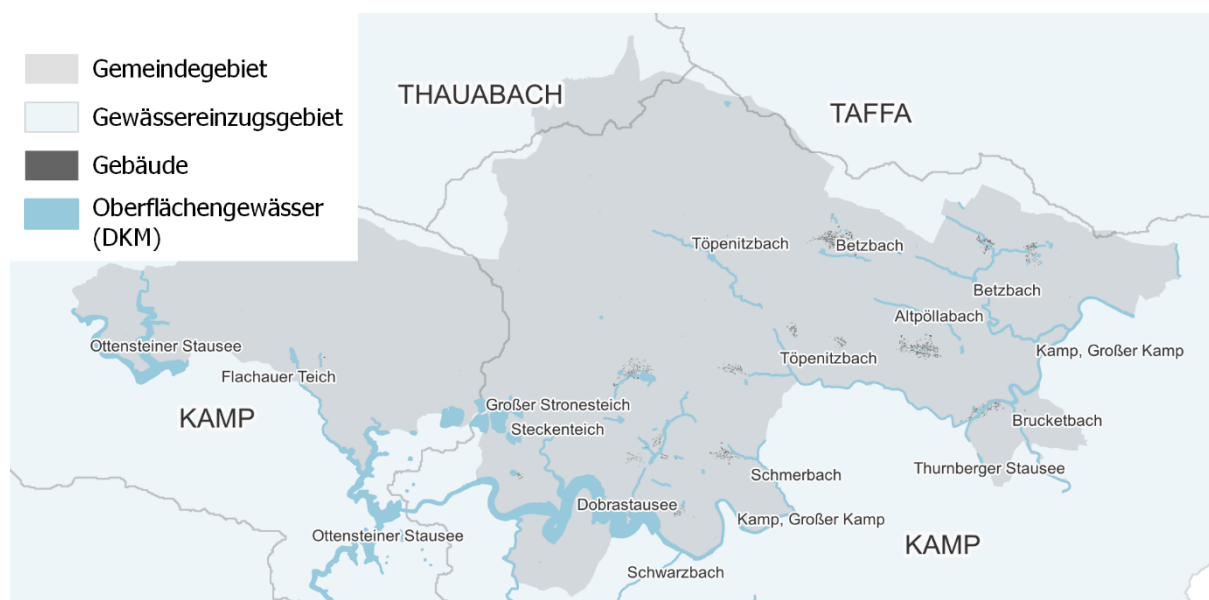 Gemeindegebiet
Gewässereinzugsgebiet
Gebäude
Oberflächengewässer
(DKM)
THAUABACH
TAFFA
Töpenitzbach
Betzbach
Betzbach
Altpöllabach
Ottensteiner Stausee
Kamp, Großer Kamp
Töpenitzbach
Flachauer Teich
Großer Stronesteich
KAMP
Brucketbach
Steckenteich
Thurnberger Stausee
Schmerbach
Dobrastausee
Kamp, Großer Kamp
Ottensteiner Stausee
KAMP
Schwarzbach